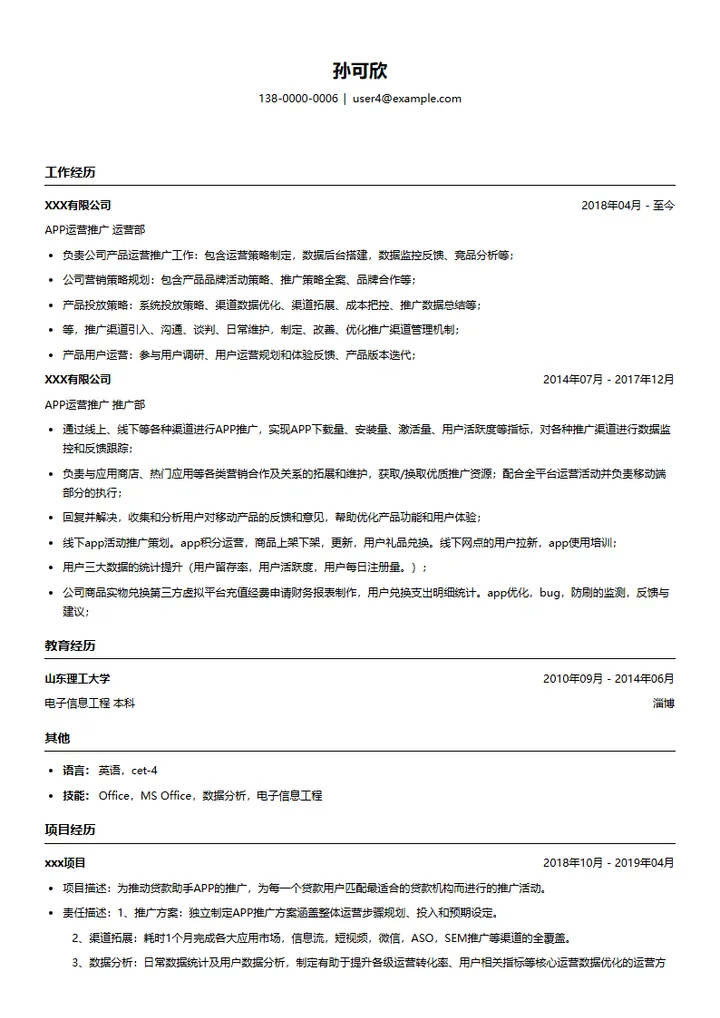 孙可欣
138-0000-0006 | user4@example.com
工作经历
XXX有限公司 2018年04月 - 至今
APP运营推广 运营部
• 负责公司产品运营推广工作：包含运营策略制定，数据后台搭建，数据监控反馈、竞品分析等；
• 公司营销策略规划：包含产品品牌活动策略、推广策略全案、品牌合作等；
• 产品投放策略：系统投放策略、渠道数据优化、渠道拓展、成本把控、推广数据总结等；
• 等，推广渠道引入、沟通、谈判、日常维护，制定、改善、优化推广渠道管理机制；
• 产品用户运营：参与用户调研、用户运营规划和体验反馈、产品版本迭代；
XXX有限公司 2014年07月 - 2017年12月
APP运营推广 推广部
• 通过线上、线下等各种渠道进行APP推广，实现APP下载量、安装量、激活量、用户活跃度等指标，对各种推广渠道进行数据监
控和反馈跟踪；
• 负责与应用商店、热门应用等各类营销合作及关系的拓展和维护，获取/换取优质推广资源；配合全平台运营活动并负责移动端
部分的执行；
• 回复并解决，收集和分析用户对移动产品的反馈和意见，帮助优化产品功能和用户体验；
• 线下app活动推广策划。app积分运营，商品上架下架，更新，用户礼品兑换。线下网点的用户拉新，app使用培训；
• 用户三大数据的统计提升（用户留存率，用户活跃度，用户每日注册量。）；
• 公司商品实物兑换第三方虚拟平台充值经费申请财务报表制作，用户兑换支出明细统计。app优化，bug，防刷的监测，反馈与
建议；
教育经历
山东理工大学 2010年09月 - 2014年06月
电子信息工程 本科 淄博
其他
• 语言： 英语，cet-4
• 技能： Office，MS Office，数据分析，电子信息工程
项目经历
xxx项目 2018年10月 - 2019年04月
• 项目描述：为推动贷款助手APP的推广，为每一个贷款用户匹配最适合的贷款机构而进行的推广活动。
• 责任描述：1、推广方案：独立制定APP推广方案涵盖整体运营步骤规划、投入和预期设定。
2、渠道拓展：耗时1个月完成各大应用市场，信息流，短视频，微信，ASO，SEM推广等渠道的全覆盖。
3、数据分析：日常数据统计及用户数据分析，制定有助于提升各级运营转化率、用户相关指标等核心运营数据优化的运营方